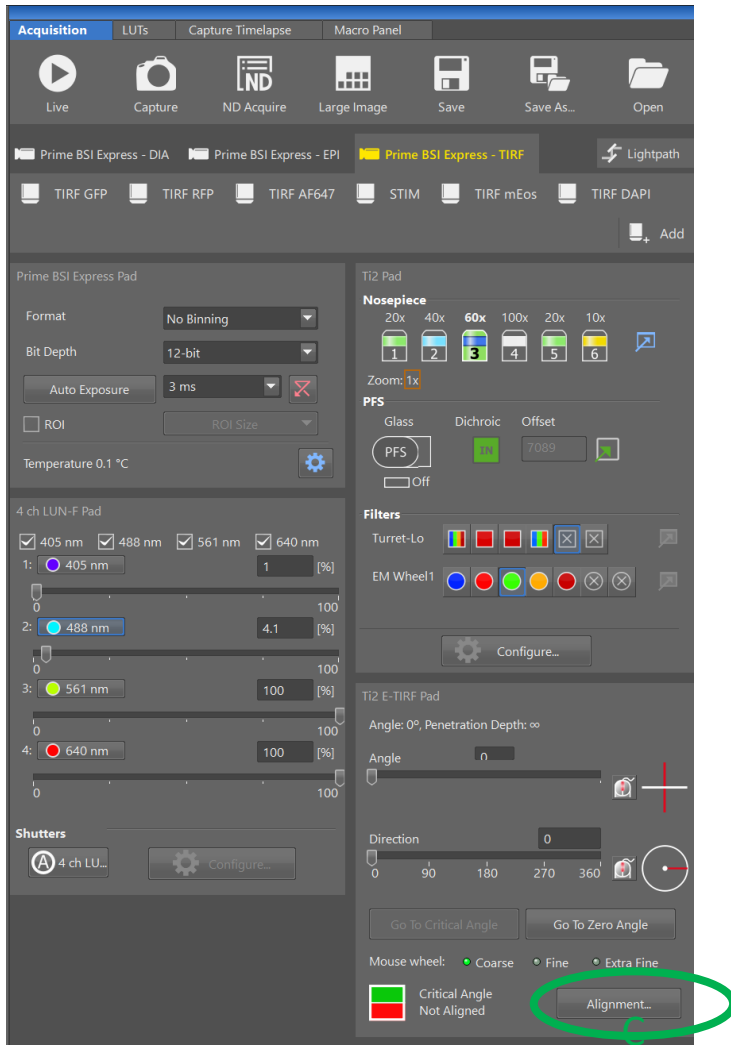 Acquisition LUTs Capture Timelapse Macro Panel
ND
Live Capture ND Acquire Large Image Save Save As... Open
Prime BSI Express - DIA Prime BSI Express - EPI Prime BSI Express - TIRF Lightpath
TIRF GFP TIRF RFP TIRF AF647 STIM TIRF mEos TIRF DAPI
Add
Prime BSI Express Pad
Format No Binning
Bit Depth 12-bit
Auto Exposure 3 ms
ROI ROI Size
Temperature 0.1 °C
4 ch LUN-F Pad
405 nm 488 nm 561 nm 640 nm
1: 405 nm 1 [%]
0 100
2: 488 nm 4.1 [%]
0 100
3: 561 nm 100 [%]
0 100
4: 640 nm 100 [%]
0 100
Shutters
A 4 ch LU... Configure...
Ti2 Pad
Nosepiece
20x 40x 60x 100x 20x 10x
1 2 3 4 5 6
Zoom: 1x
PFS
Glass Dichroic Offset
PFS IN 7089
Off
Filters
Turret-Lo
EM Wheel1
Configure...
Ti2 E-TIRF Pad
Angle: 0º, Penetration Depth: ∞
Angle 0
Direction 0
0 90 180 270 360
Go To Critical Angle Go To Zero Angle
Mouse wheel: Coarse Fine Extra Fine
Critical Angle
Not Aligned
Alignment...